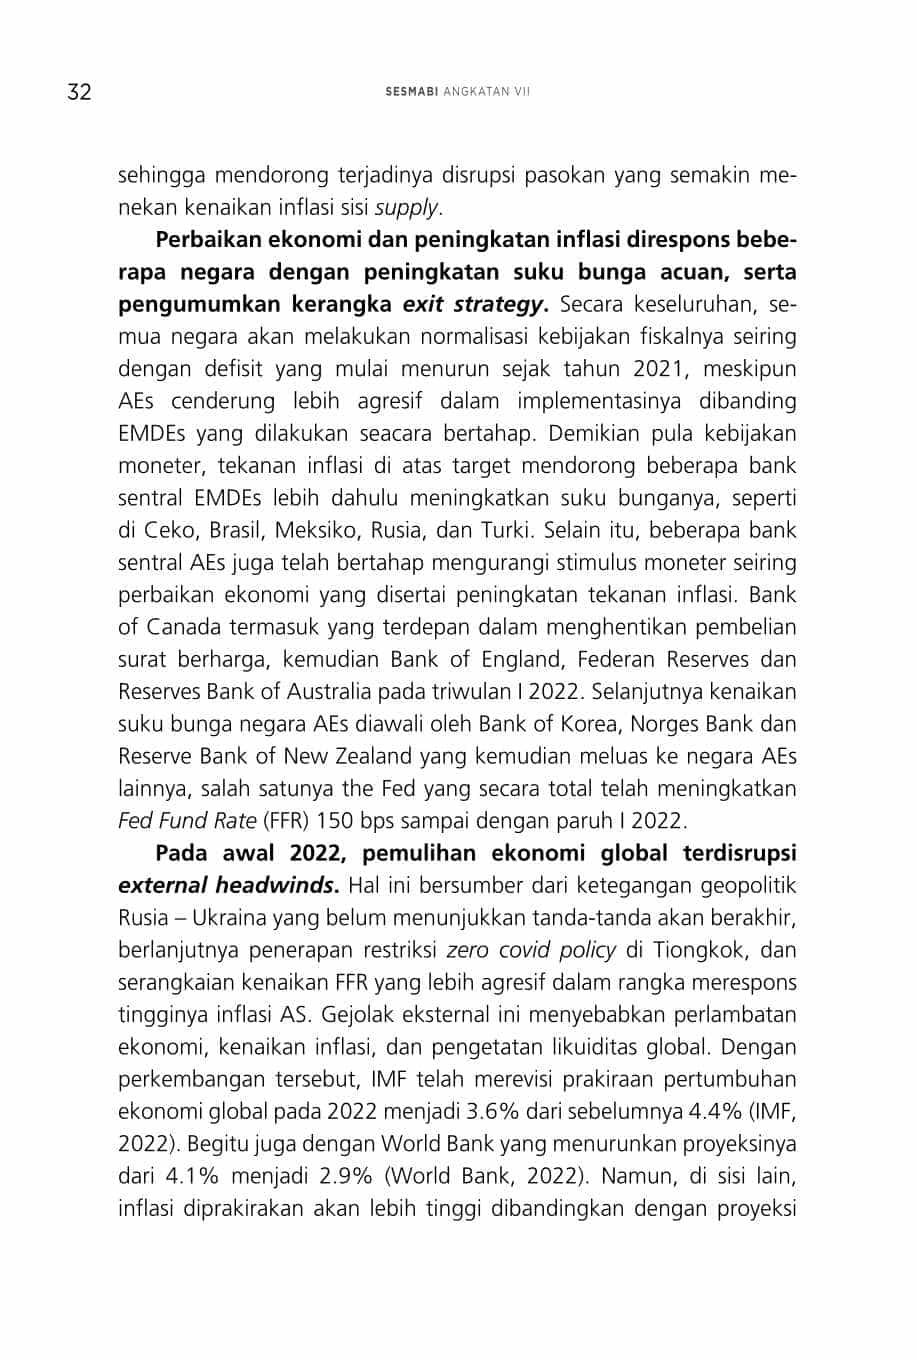 32
SESMABI ANGKATAN VII
sehingga mendorong terjadinya disrupsi pasokan yang semakin me-
nekan kenaikan inflasi sisi supply.
Perbaikan ekonomi dan peningkatan inflasi direspons bebe-
rapa negara dengan peningkatan suku bunga acuan, serta
pengumumkan kerangka exit strategy. Secara keseluruhan, se-
mua negara akan melakukan normalisasi kebijakan fiskalnya seiring
dengan defisit yang mulai menurun sejak tahun 2021, meskipun
AEs cenderung lebih agresif dalam implementasinya dibanding
EMDEs yang dilakukan seacara bertahap. Demikian pula kebijakan
moneter, tekanan inflasi di atas target mendorong beberapa bank
sentral EMDEs lebih dahulu meningkatkan suku bunganya, seperti
di Ceko, Brasil, Meksiko, Rusia, dan Turki. Selain itu, beberapa bank
sentral AEs juga telah bertahap mengurangi stimulus moneter seiring
perbaikan ekonomi yang disertai peningkatan tekanan inflasi. Bank
of Canada termasuk yang terdepan dalam menghentikan pembelian
surat berharga, kemudian Bank of England, Federan Reserves dan
Reserves Bank of Australia pada triwulan I 2022. Selanjutnya kenaikan
suku bunga negara AEs diawali oleh Bank of Korea, Norges Bank dan
Reserve Bank of New Zealand yang kemudian meluas ke negara AEs
lainnya, salah satunya the Fed yang secara total telah meningkatkan
Fed Fund Rate (FFR) 150 bps sampai dengan paruh I 2022.
Pada awal 2022, pemulihan ekonomi global terdisrupsi
external headwinds. Hal ini bersumber dari ketegangan geopolitik
Rusia – Ukraina yang belum menunjukkan tanda-tanda akan berakhir,
berlanjutnya penerapan restriksi zero covid policy di Tiongkok, dan
serangkaian kenaikan FFR yang lebih agresif dalam rangka merespons
tingginya inflasi AS. Gejolak eksternal ini menyebabkan perlambatan
ekonomi, kenaikan inflasi, dan pengetatan likuiditas global. Dengan
perkembangan tersebut, IMF telah merevisi prakiraan pertumbuhan
ekonomi global pada 2022 menjadi 3.6% dari sebelumnya 4.4% (IMF,
2022). Begitu juga dengan World Bank yang menurunkan proyeksinya
dari 4.1% menjadi 2.9% (World Bank, 2022). Namun, di sisi lain,
inflasi diprakirakan akan lebih tinggi dibandingkan dengan proyeksi